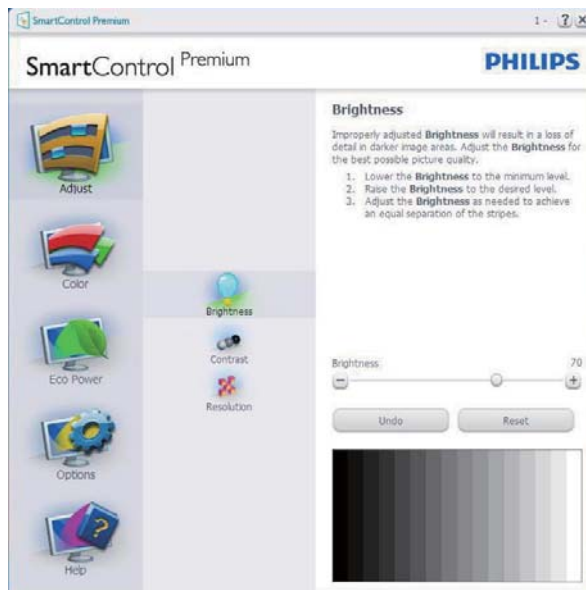 SmartControl Premium
1 - ? X
SmartControl Premium
PHILIPS
Adjust
Color
Eco Power
Options
Help
Brightness
Contrast
Resolution
Brightness
Improperly adjusted Brightness will result in a loss of
detail in darker image areas. Adjust the Brightness for
the best possible picture quality.
1. Lower the Brightness to the minimum level.
2. Raise the Brightness to the desired level.
3. Adjust the Brightness as needed to achieve
an equal separation of the stripes.
Brightness 70
Undo Reset